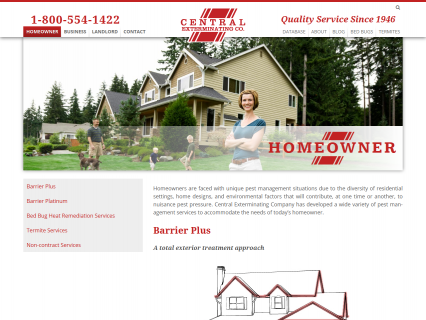 1-800-554-1422
CENTRAL
EXTERMINATING CO.
Quality Service Since 1946
HOMEOWNER BUSINESS LANDLORD CONTACT
DATABASE ABOUT BLOG BED BUGS TERMITES
HOMEOWNER
Barrier Plus
Barrier Platinum
Bed Bug Heat Remediation Services
Termite Services
Non-contract Services
Homeowners are faced with unique pest management situations due to the diversity of residential
settings, home designs, and environmental factors that will contribute, at one time or another, to
nuisance pest pressure. Central Exterminating Company has developed a wide variety of pest man-
agement services to accommodate the needs of today's homeowner.
Barrier Plus
A total exterior treatment approach